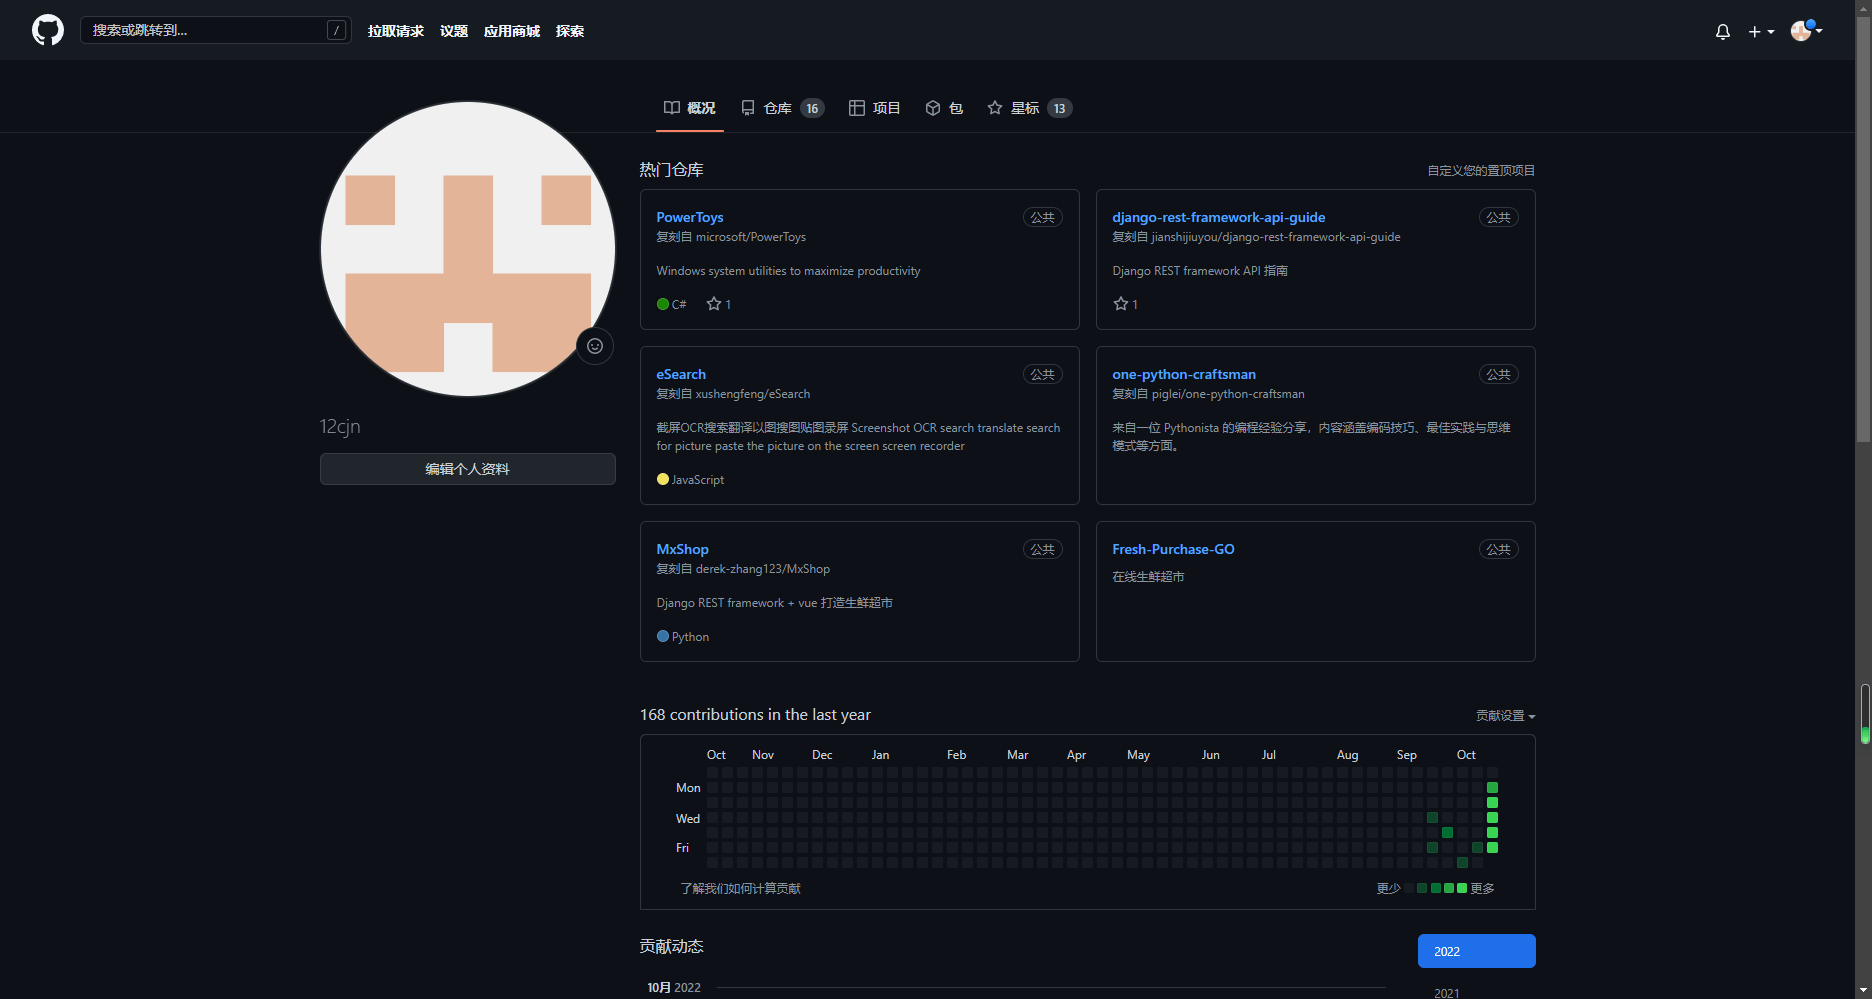 搜索或跳转到...
/
拉取请求 议题 应用商城 探索
概况 仓库 16 项目 包 星标 13
12cjn
编辑个人资料
热门仓库
自定义您的置顶项目
PowerToys
公共
复刻自 microsoft/PowerToys
Windows system utilities to maximize productivity
C# 1
django-rest-framework-api-guide
公共
复刻自 jianshijiuyou/django-rest-framework-api-guide
Django REST framework API 指南
1
eSearch
公共
复刻自 xushengfeng/eSearch
截屏OCR搜索翻译以图搜图贴图录屏 Screenshot OCR search translate search
for picture paste the picture on the screen screen recorder
JavaScript
one-python-craftsman
公共
复刻自 piglei/one-python-craftsman
来自一位 Pythonista 的编程经验分享，内容涵盖编码技巧、最佳实践与思维
模式等方面。
MxShop
公共
复刻自 derek-zhang123/MxShop
Django REST framework + vue 打造生鲜超市
Python
Fresh-Purchase-GO
公共
在线生鲜超市
168 contributions in the last year
贡献设置
Oct Nov Dec Jan Feb Mar Apr May Jun Jul Aug Sep Oct
Mon
Wed
Fri
了解我们如何计算贡献
更少 更多
贡献动态
2022
10月 2022
2021